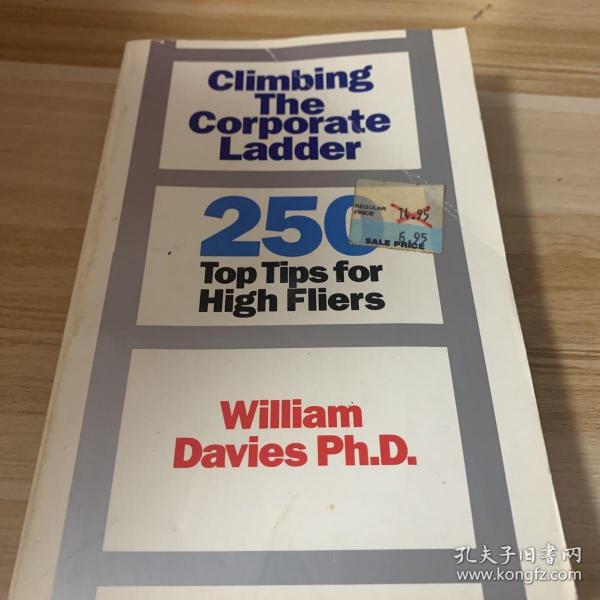 Climbing
The
Corporate
Ladder
250
REGULAR
PRICE 14.95
6.95
SALE PRICE
Top Tips for
High Fliers
William
Davies Ph.D.
孔夫子旧书网
www.kongfz.com